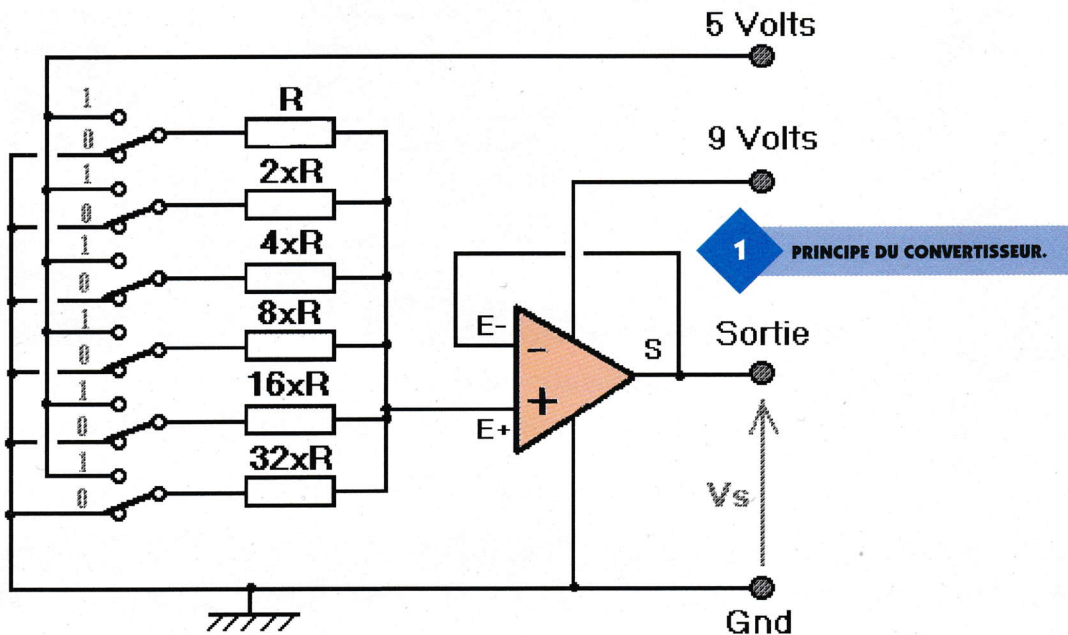 5 Volts
1
R
0
9 Volts
1
2xR
0
1
4xR
0
1 PRINCIPE DU CONVERTISSEUR.
1
8xR
0
E-
-
S
Sortie
1
16xR
0
+
E+
1
32xR
0
Vs
Gnd